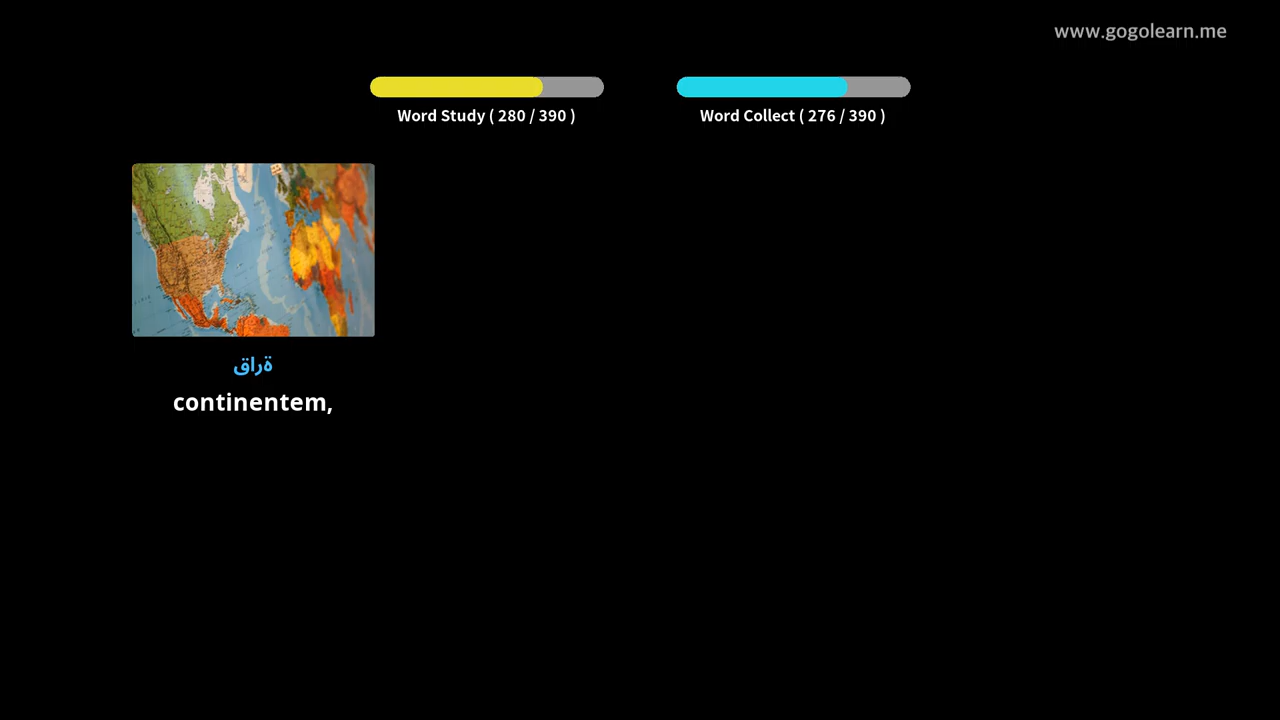 www.gogolearn.me
Word Study ( 280 / 390 )
Word Collect ( 276 / 390 )
ةراق
continentem,